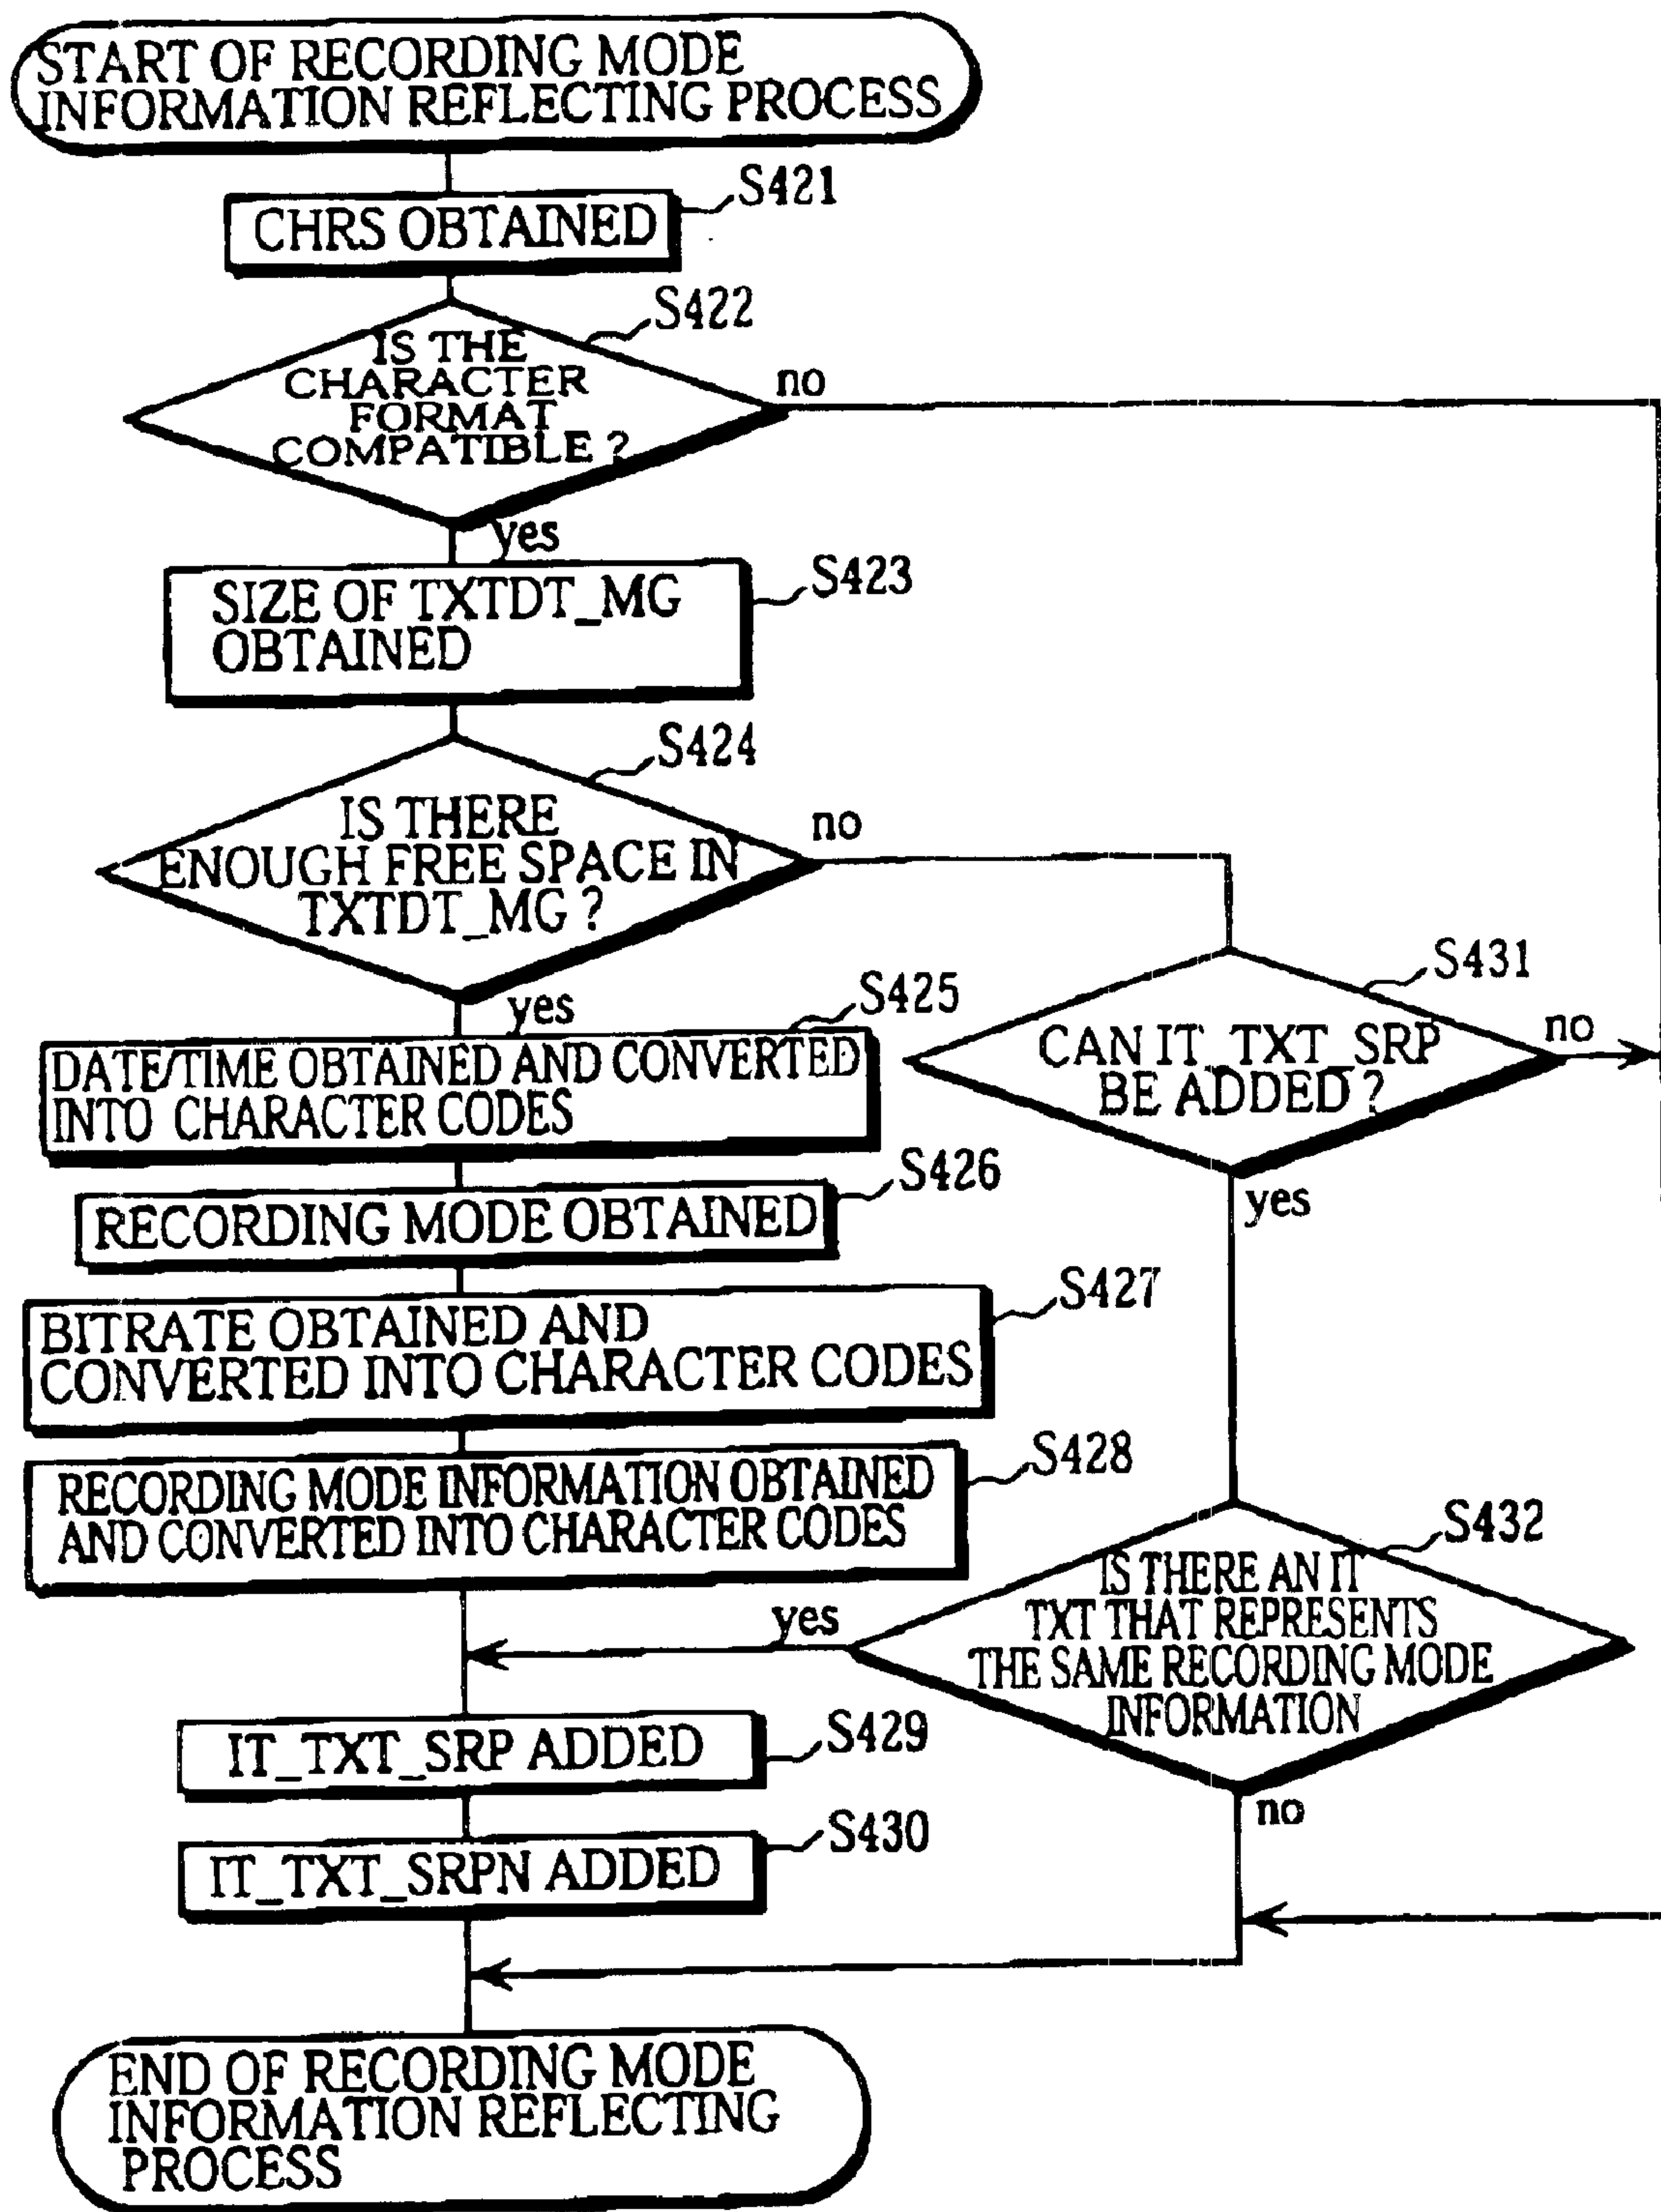 START OF RECORDING MODE
INFORMATION REFLECTING PROCESS
S421
CHRS OBTAINED
S422
IS THE
CHARACTER
FORMAT
COMPATIBLE ?
no
yes
S423
SIZE OF TXTDT_MG
OBTAINED
S424
IS THERE
ENOUGH FREE SPACE IN
TXTDT_MG ?
no
yes
S431
CAN IT_TXT_SRP
BE ADDED ?
no
yes
S425
DATE/TIME OBTAINED AND CONVERTED
INTO CHARACTER CODES
S426
RECORDING MODE OBTAINED
S427
BITRATE OBTAINED AND
CONVERTED INTO CHARACTER CODES
S428
RECORDING MODE INFORMATION OBTAINED
AND CONVERTED INTO CHARACTER CODES
S432
IS THERE AN IT
TXT THAT REPRESENTS
THE SAME RECORDING MODE
INFORMATION
yes
no
S429
IT_TXT_SRP ADDED
S430
IT_TXT_SRPN ADDED
END OF RECORDING MODE
INFORMATION REFLECTING
PROCESS